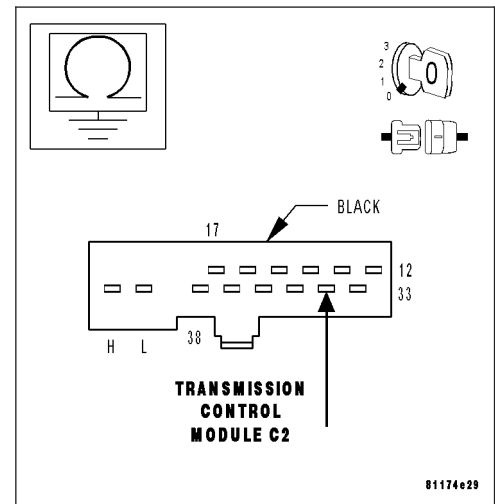 3
2
1
0
17
BLACK
12
33
H L 38
TRANSMISSION
CONTROL
MODULE C2
81174e29